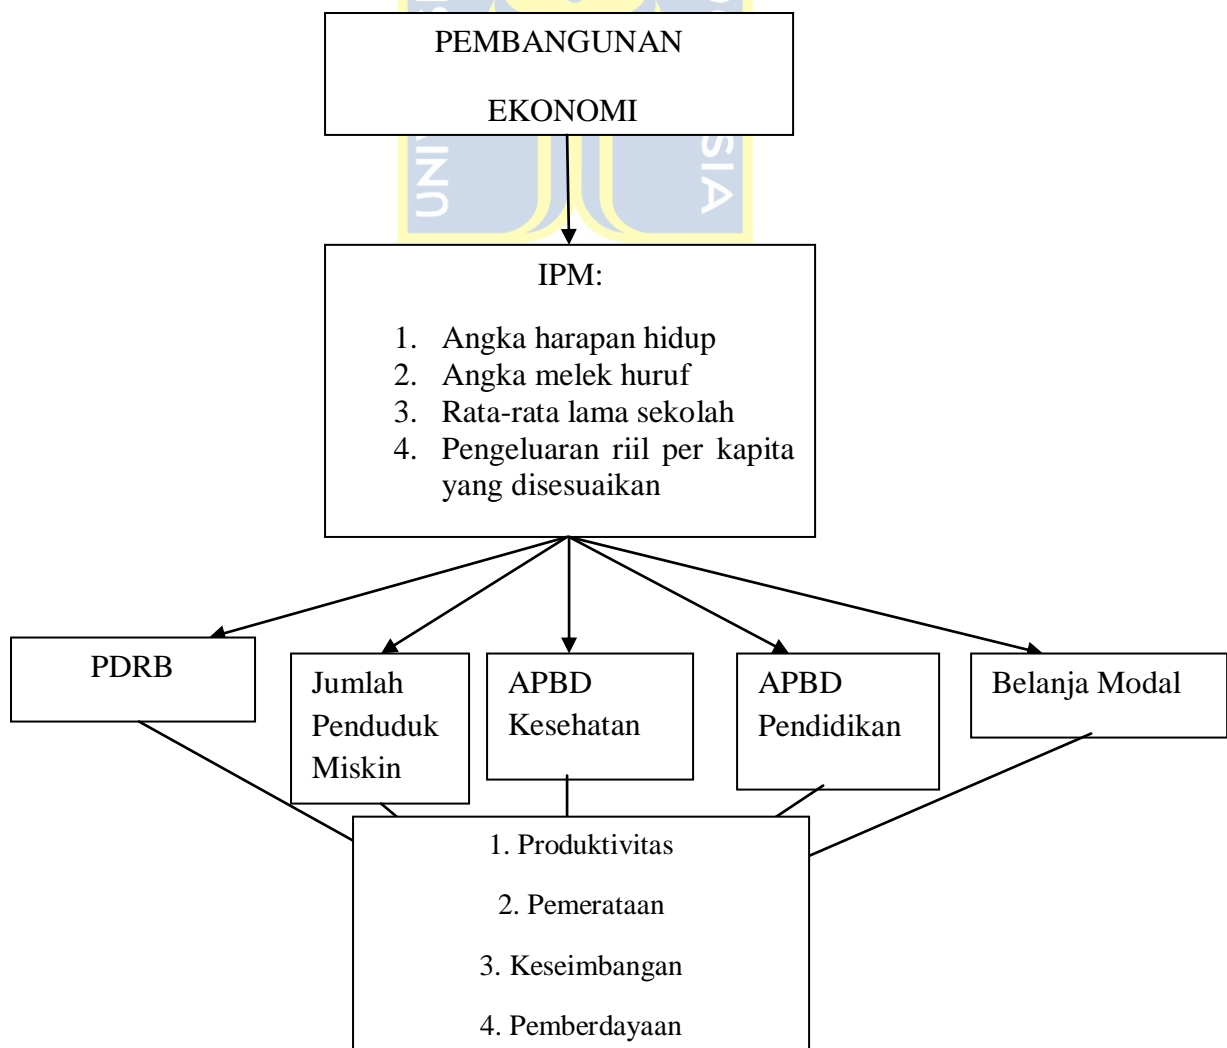 PEMBANGUNAN
EKONOMI
IPM:
1. Angka harapan hidup
2. Angka melek huruf
3. Rata-rata lama sekolah
4. Pengeluaran riil per kapita
yang disesuaikan
PDRB
Jumlah
Penduduk
Miskin
APBD
Kesehatan
APBD
Pendidikan
Belanja Modal
1. Produktivitas
2. Pemerataan
3. Keseimbangan
4. Pemberdayaan